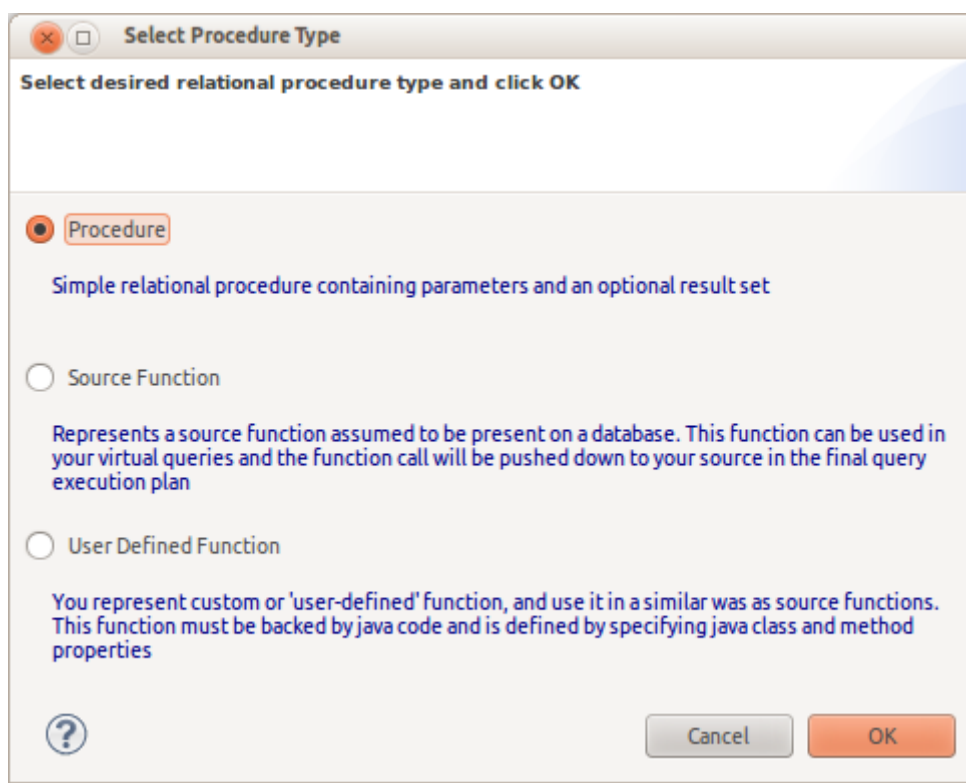 Select Procedure Type
Select desired relational procedure type and click OK
Procedure
Simple relational procedure containing parameters and an optional result set
Source Function
Represents a source function assumed to be present on a database. This function can be used in
your virtual queries and the function call will be pushed down to your source in the final query
execution plan
User Defined Function
You represent custom or 'user-defined' function, and use it in a similar was as source functions.
This function must be backed by java code and is defined by specifying java class and method
properties
?
Cancel
OK